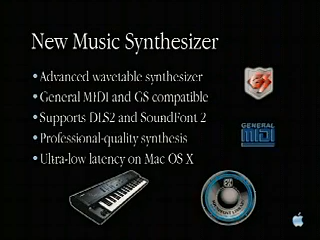 New Music Synthesizer
• Advanced wavetable synthesizer
• General MIDI and GS compatible
• Supports DLS2 and SoundFont 2
• Professional-quality synthesis
• Ultra-low latency on Mac OS X
GS
GENERAL
MIDI